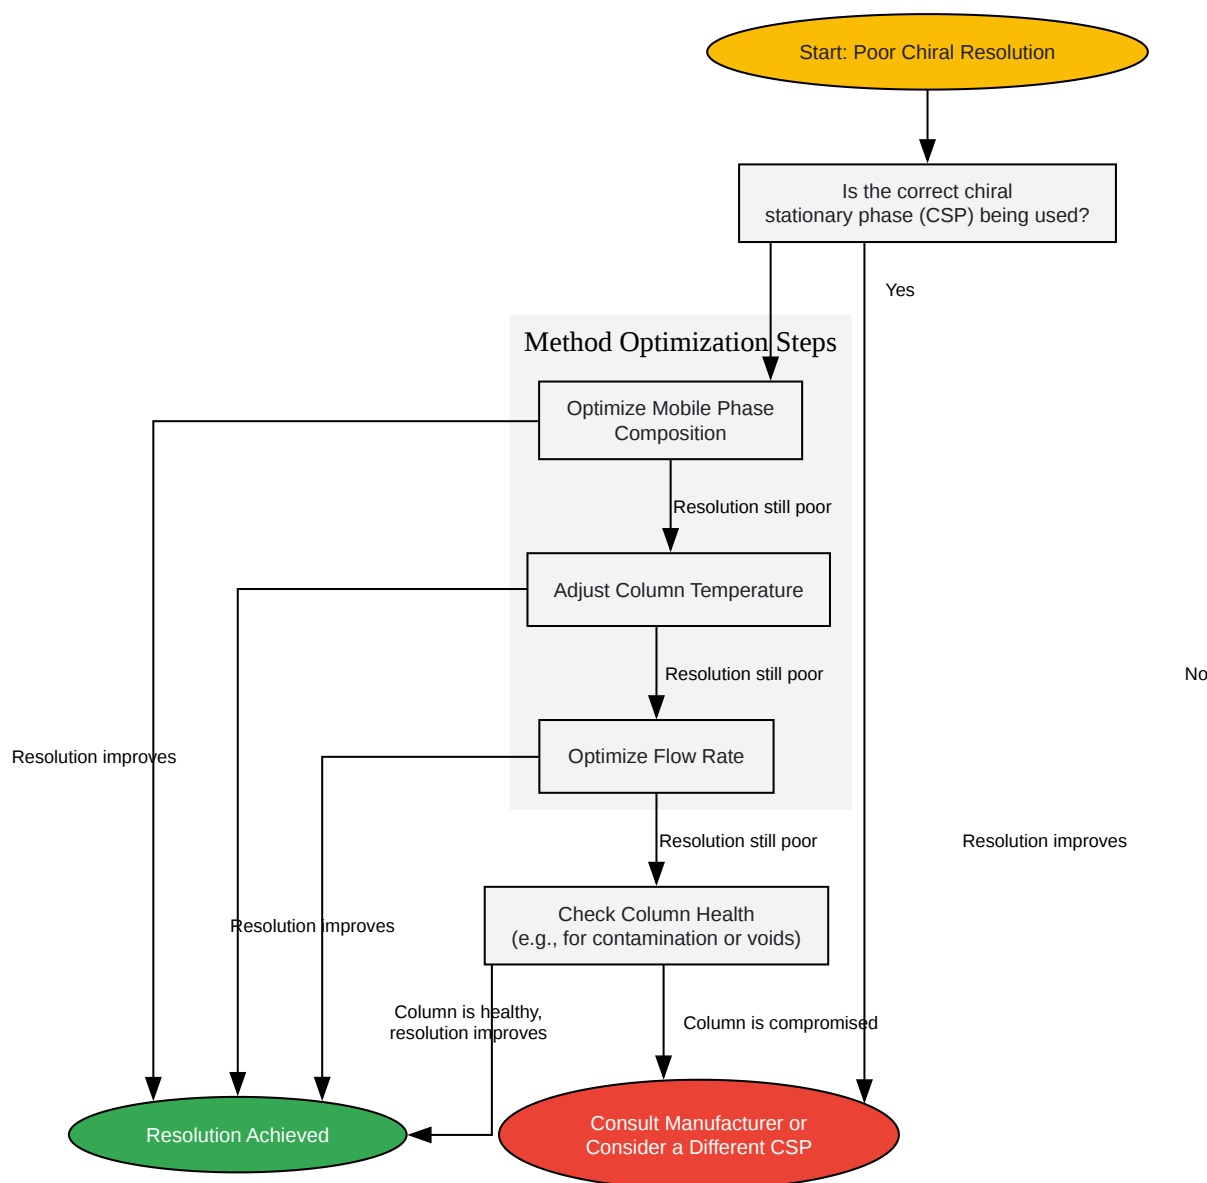 Start: Poor Chiral Resolution
Is the correct chiral
stationary phase (CSP) being used?
Yes
Method Optimization Steps
Optimize Mobile Phase
Composition
Resolution still poor
Adjust Column Temperature
Resolution still poor
No
Optimize Flow Rate
Resolution improves
Resolution still poor
Resolution improves
Check Column Health
(e.g., for contamination or voids)
Resolution improves
Column is healthy,
resolution improves
Column is compromised
Resolution Achieved
Consult Manufacturer or
Consider a Different CSP